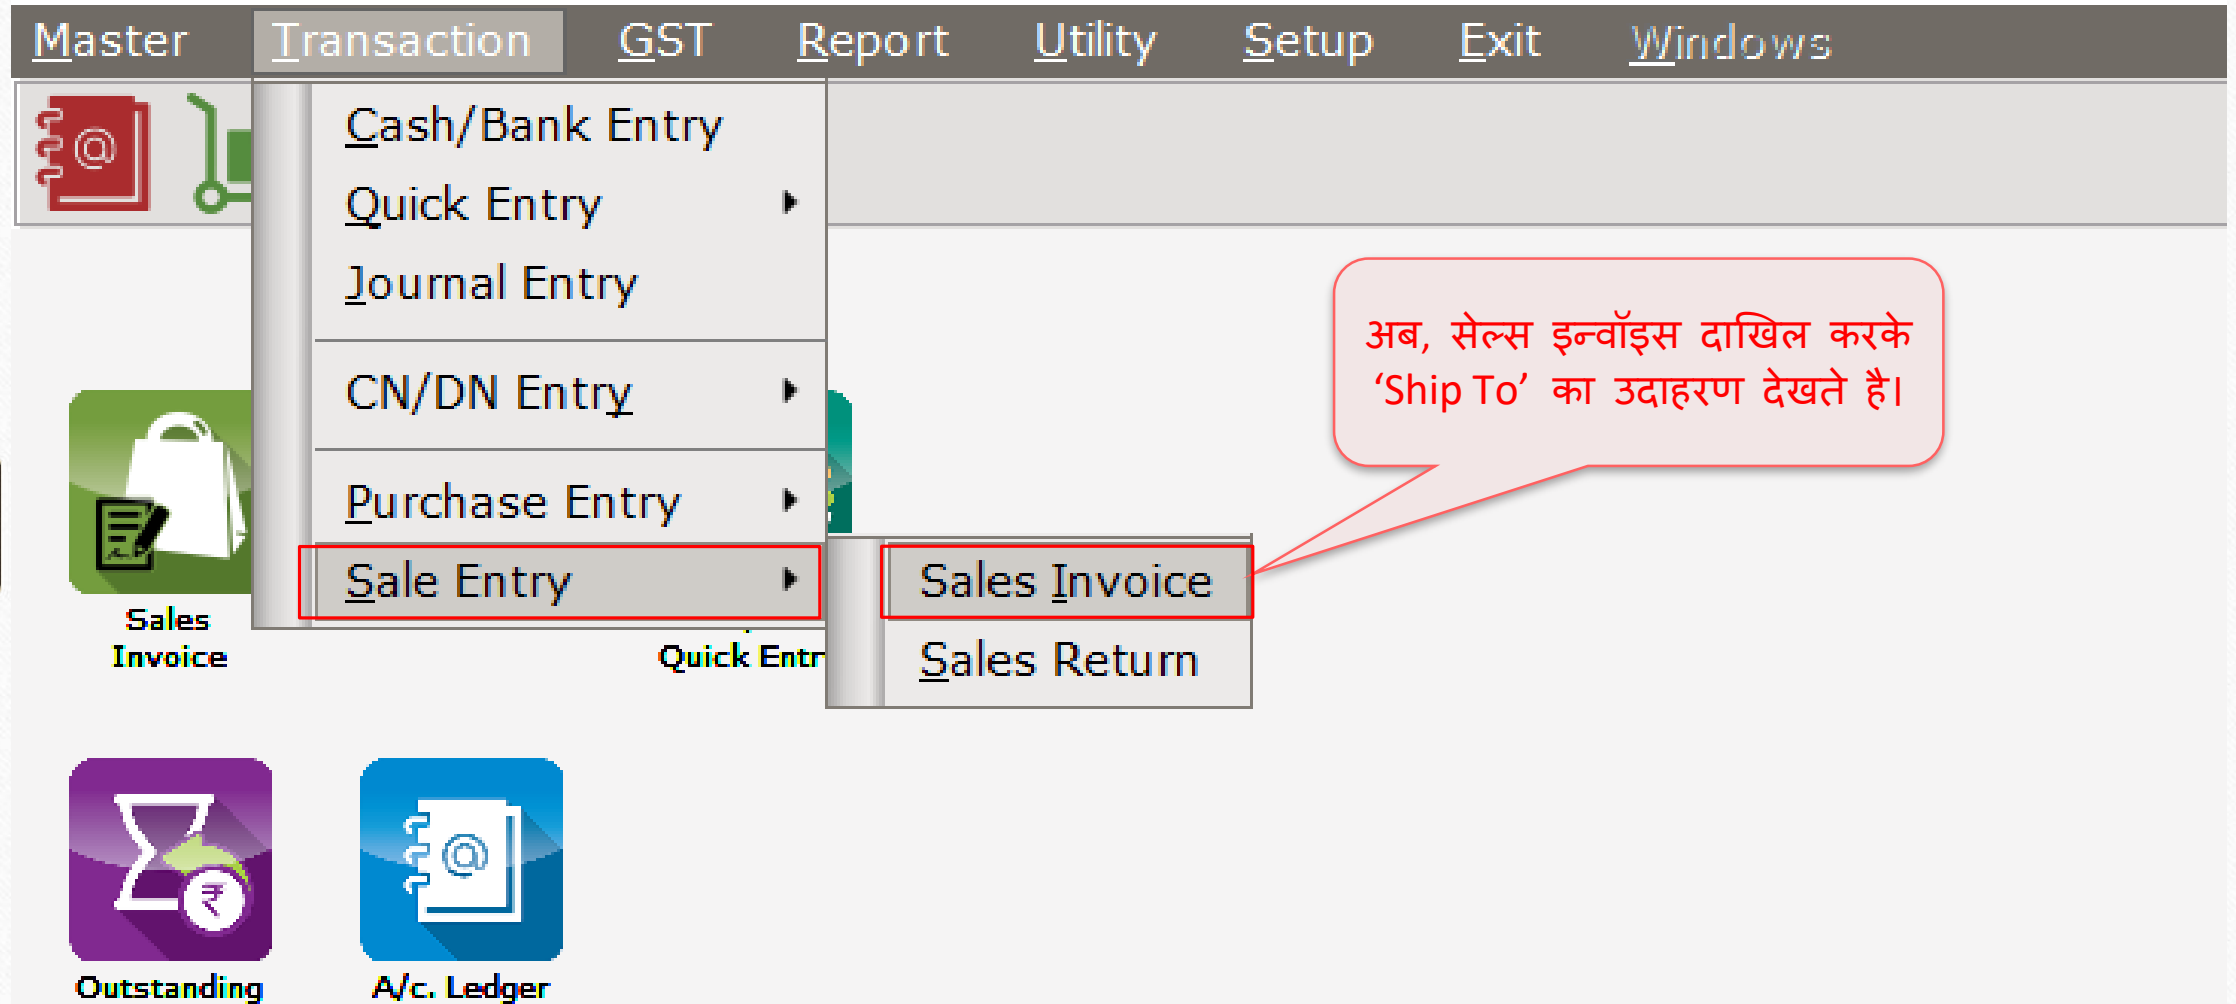 Master Transaction GST Report Utility Setup Exit Windows
Cash/Bank Entry
Quick Entry
Journal Entry
CN/DN Entry
Purchase Entry
Sale Entry
Sales Invoice
Sales Return
अब, सेल्स इन्वॉइस दाखिल करके
‘Ship To’ का उदाहरण देखते है।
Sales
Invoice
Quick Entr
Outstanding
A/c. Ledger